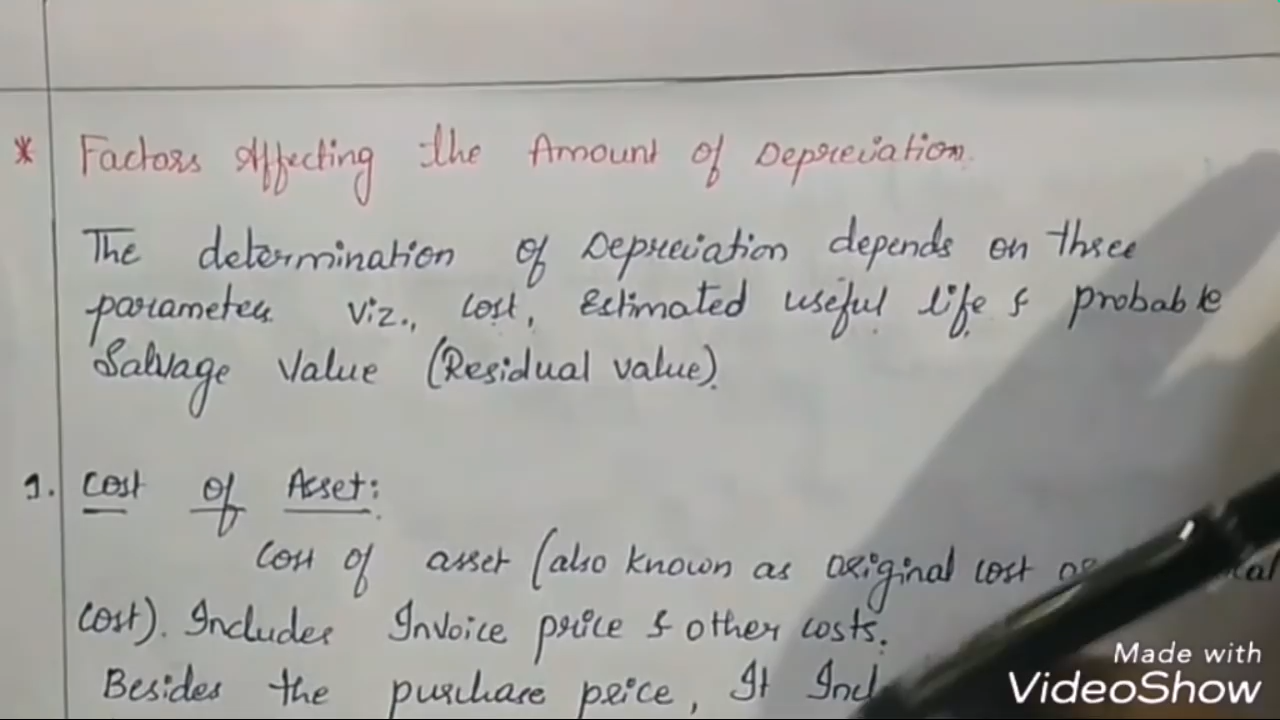 * Factors Affecting the Amount of Depreciation.
The determination of Depreciation depends on three
parameters viz., cost, Estimated useful life & probable
Salvage Value (Residual value).
1. Cost of Asset:
Cost of asset (also known as original cost or
cost). Includes Invoice price & other costs.
Besides the purchase price, It
Made with
VideoShow